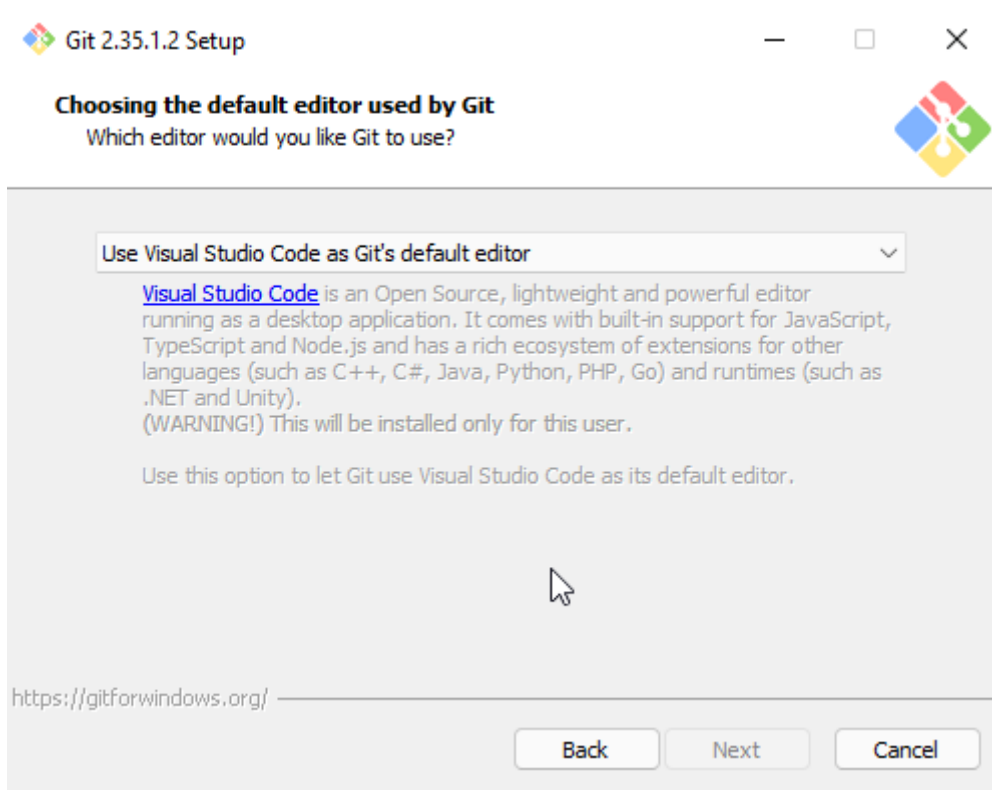 Git 2.35.1.2 Setup
Choosing the default editor used by Git
Which editor would you like Git to use?
Use Visual Studio Code as Git's default editor
Visual Studio Code is an Open Source, lightweight and powerful editor
running as a desktop application. It comes with built-in support for JavaScript,
TypeScript and Node.js and has a rich ecosystem of extensions for other
languages (such as C++, C#, Java, Python, PHP, Go) and runtimes (such as
.NET and Unity).
(WARNING!) This will be installed only for this user.
Use this option to let Git use Visual Studio Code as its default editor.
https://gitforwindows.org/
Back Next Cancel